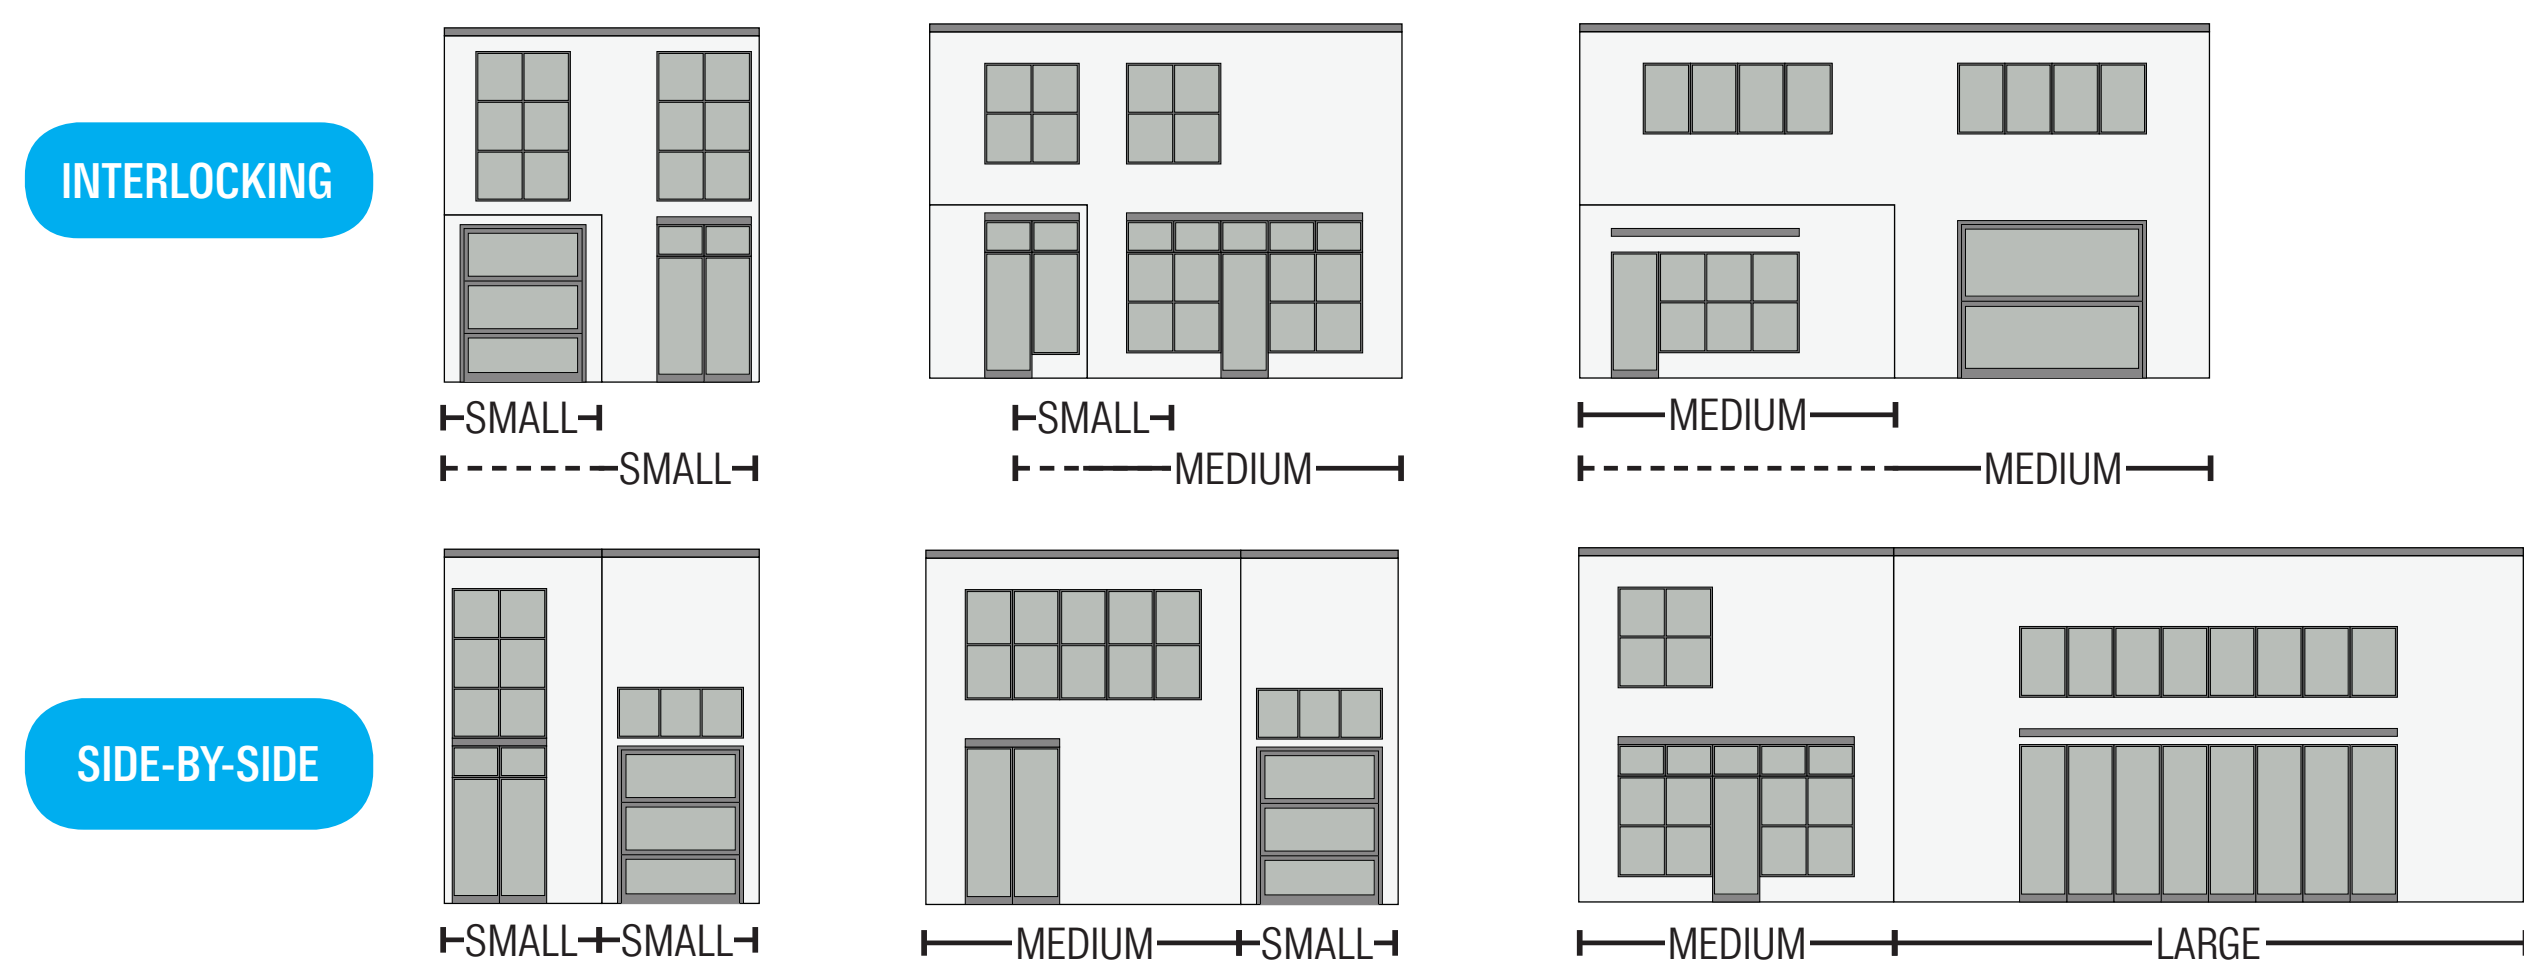 INTERLOCKING
SMALL
SMALL
SMALL
MEDIUM
MEDIUM
MEDIUM
SIDE-BY-SIDE
SMALL SMALL
MEDIUM SMALL
MEDIUM LARGE